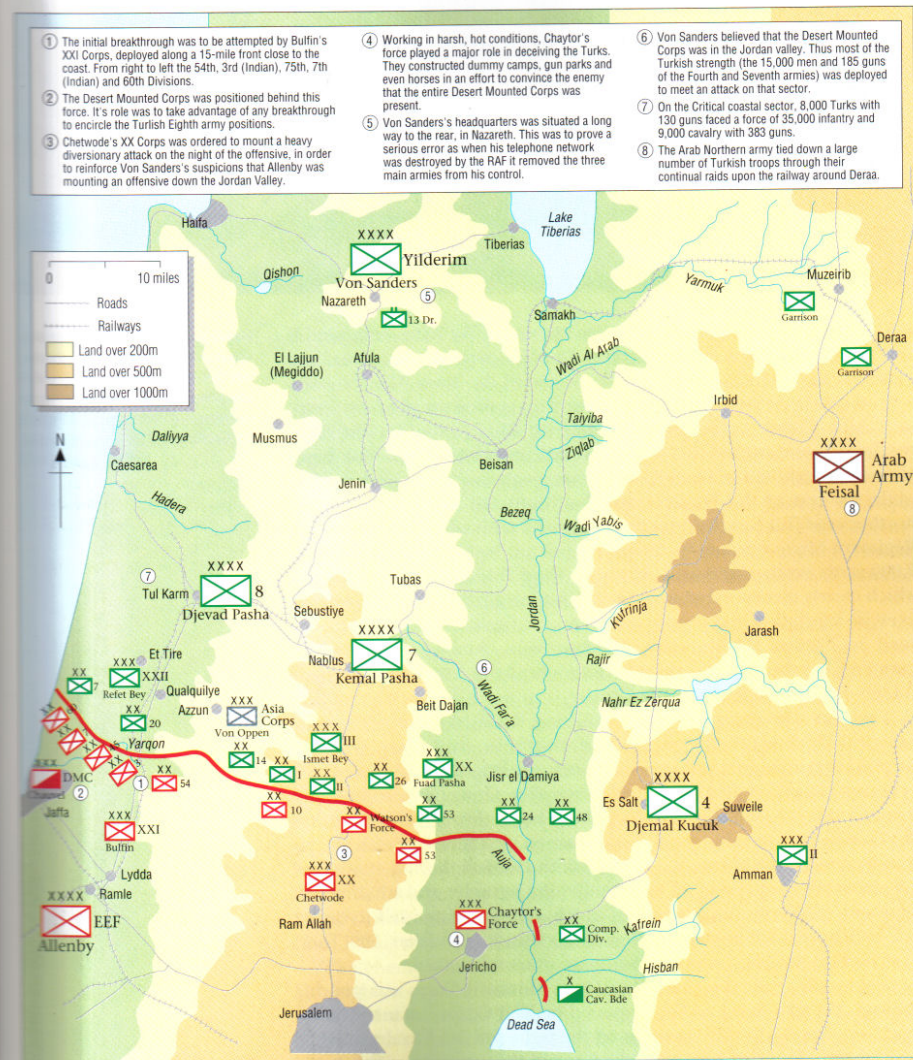 1 The initial breakthrough was to be attempted by Bulfin's
XXI Corps, deployed along a 15-mile front close to the
coast. From right to left the 54th, 3rd (Indian), 75th, 7th
(Indian) and 60th Divisions.
2 The Desert Mounted Corps was positioned behind this
force. It's role was to take advantage of any breakthrough
to encircle the Turlish Eighth army positions.
3 Chetwode's XX Corps was ordered to mount a heavy
diversionary attack on the night of the offensive, in order
to reinforce Von Sanders's suspicions that Allenby was
mounting an offensive down the Jordan Valley.
4 Working in harsh, hot conditions, Chaytor's
force played a major role in deceiving the Turks.
They constructed dummy camps, gun parks and
even horses in an effort to convince the enemy
that the entire Desert Mounted Corps was
present.
5 Von Sanders's headquarters was situated a long
way to the rear, in Nazareth. This was to prove a
serious error as when his telephone network
was destroyed by the RAF it removed the three
main armies from his control.
6 Von Sanders believed that the Desert Mounted
Corps was in the Jordan valley. Thus most of the
Turkish strength (the 15,000 men and 185 guns
of the Fourth and Seventh armies) was deployed
to meet an attack on that sector.
7 On the Critical coastal sector, 8,000 Turks with
130 guns faced a force of 35,000 infantry and
9,000 cavalry with 383 guns.
8 The Arab Northern army tied down a large
number of Turkish troops through their
continual raids upon the railway around Deraa.
Haifa
XXXX
Yilderim
Von Sanders
Tiberias
Lake
Tiberias
0 10 miles
Roads
Railways
Land over 200m
Land over 500m
Land over 1000m
Qishon
Nazareth
5
II
13 Dr.
Samakh
Yarmuk
Muzeirib
Garrison
Deraa
Garrison
El Lajjun
(Megiddo)
Afula
Wadi Al Arab
Irbid
Taiyiba
Ziqlab
N
Daliyya
Musmus
Caesarea
Beisan
XXXX
Arab
Army
Feisal
8
Jenin
Hadera
Bezeq
Wadi Yabis
7
XXXX
8
Tul Karm
Djevad Pasha
Tubas
Sebustiye
Jordan
Kufrinja
Jarash
XXXX
7
Nablus
Kemal Pasha
6
Rajir
Et Tire
XX
7
XXX
XXII
Refet Bey
Qualquilye
Beit Dajan
Wadi Far'a
Nahr Ez Zerqua
Azzun
Asia
Corps
Von Oppen
XX
20
XXX
III
Ismet Bey
Yarqon
XX
XX
XX
XX
3
1
XX
54
XX
14
XX
I
XX
II
XX
26
XXX
XX
Fuad Pasha
Jisr el Damiya
XXXX
4
Es Salt
Suweile
Djemal Kucuk
DMC
2
Jaffa
XX
10
XX
Watson's
Force
XX
53
XX
24
XX
48
XXX
XXI
Bulfin
XX
53
Auja
XXX
II
Amman
3
XXX
XX
Chetwode
Lydda
Ramle
XXXX
EEF
Allenby
Ram Allah
XXX
Chaytor's
Force
4
Jericho
XX
Comp.
Div.
Kafrein
Hisban
X
Caucasian
Cav. Bde
Jerusalem
Dead Sea